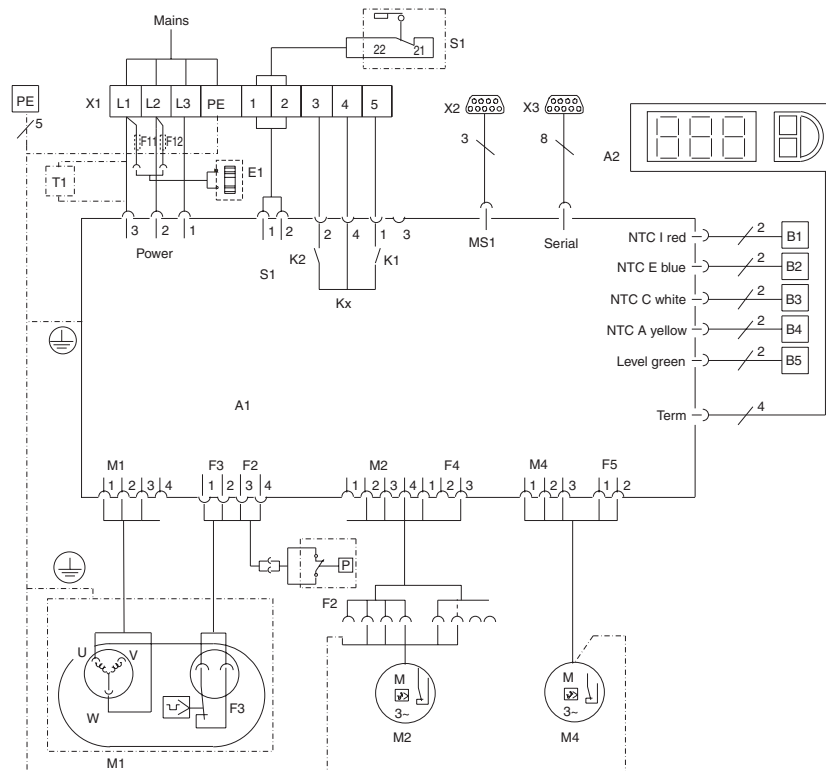 Mains
22 21 S1
PE
5
X1 L1 L2 L3 PE 1 2 3 4 5
X2 X3
3 8
A2
F11 F12
E1
T1
3 2 1
Power
1 2
S1
2 4 1 3
K2 K1
Kx
MS1 Serial
NTC I red 2 B1
NTC E blue 2 B2
NTC C white 2 B3
NTC A yellow 2 B4
Level green 2 B5
Term 4
A1
M1 F3 F2 M2 F4 M4 F5
1 2 3 4 1 2 3 4 1 2 3 4 1 2 3 1 2 3 1 2
P
F2
U V
W
F3
M
3~
M
3~
M1
M2
M4